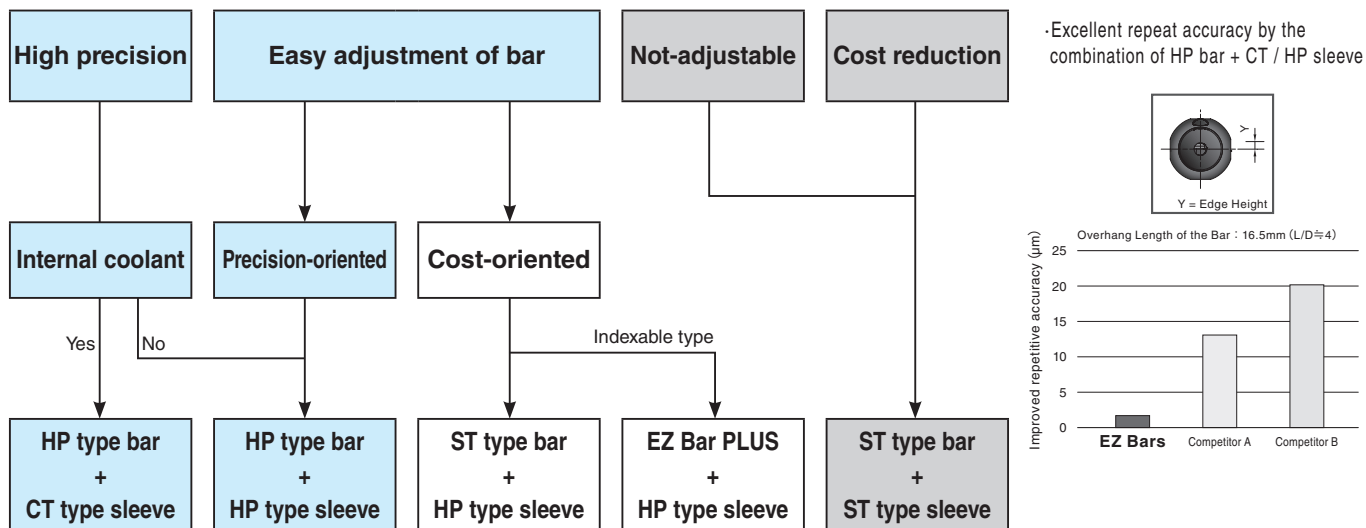 High precision
Easy adjustment of bar
Not-adjustable
Cost reduction
Internal coolant
Precision-oriented
Cost-oriented
Yes
No
Indexable type
HP type bar
+
CT type sleeve
HP type bar
+
HP type sleeve
ST type bar
+
HP type sleeve
EZ Bar PLUS
+
HP type sleeve
ST type bar
+
ST type sleeve
·Excellent repeat accuracy by the
combination of HP bar + CT / HP sleeve
Y
Y = Edge Height
Overhang Length of the Bar : 16.5mm (L/D≒4)
Improved repetitive accuracy (μm)
25
20
15
10
5
0
EZ Bars
Competitor A
Competitor B